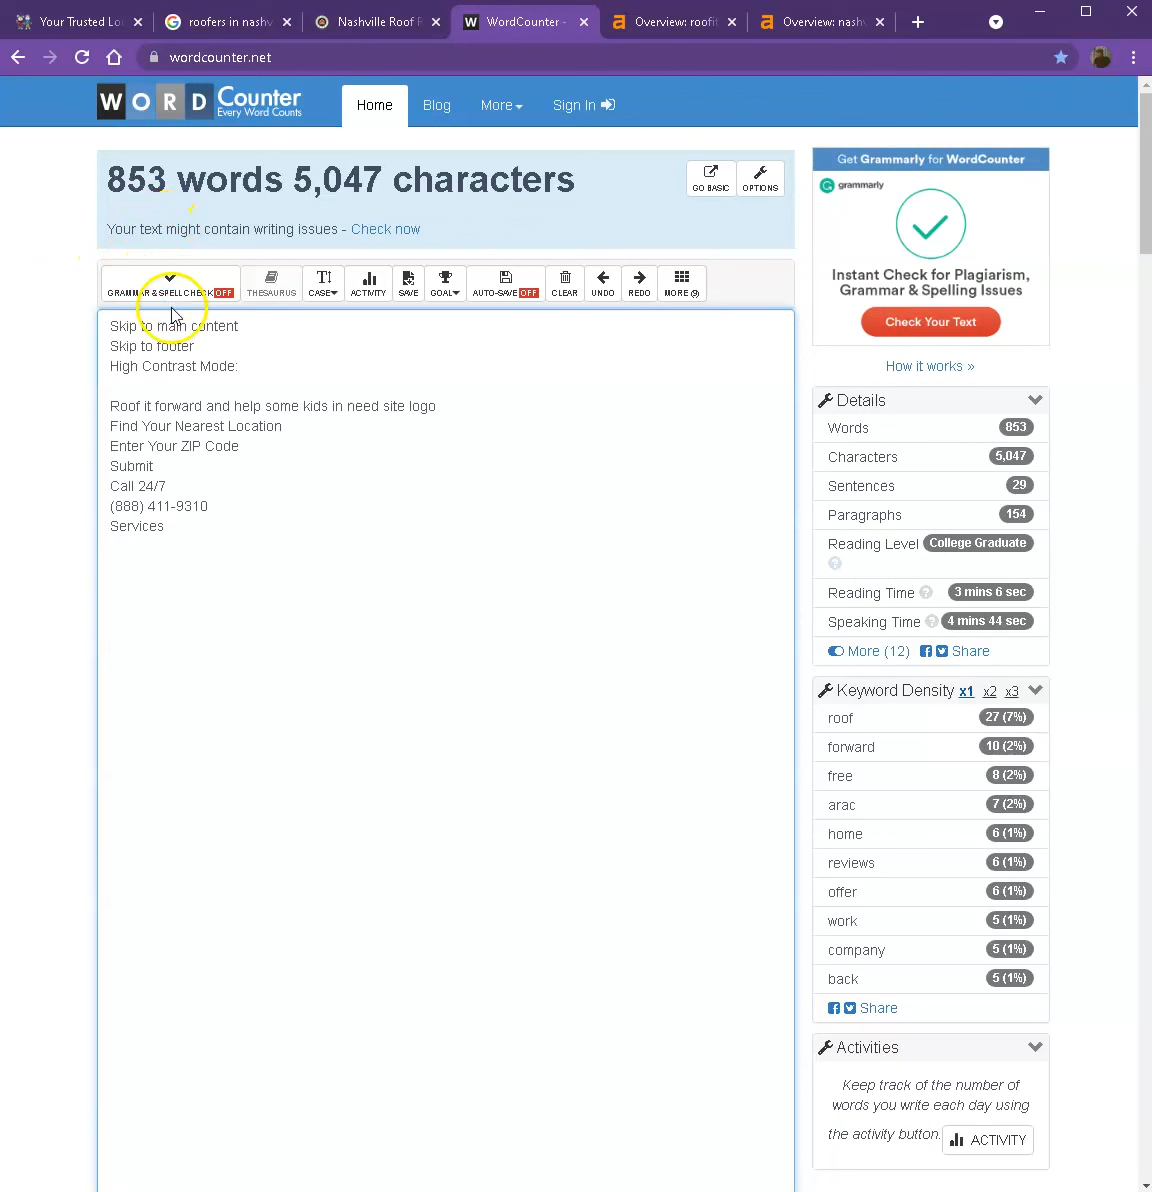 Your Trusted Lo
roofers in nashv
Nashville Roof R
WordCounter -
Overview: roofit
Overview: nashv
wordcounter.net
WORD Counter
Every Word Counts
Home
Blog
More
Sign In
853 words 5,047 characters
GO BASIC
OPTIONS
Your text might contain writing issues - Check now
GRAMMAR & SPELL CHECK OFF
THESAURUS
CASE
ACTIVITY
SAVE
GOAL
AUTO-SAVE OFF
CLEAR
UNDO
REDO
MORE
Skip to main content
Skip to footer
High Contrast Mode:
Roof it forward and help some kids in need site logo
Find Your Nearest Location
Enter Your ZIP Code
Submit
Call 24/7
(888) 411-9310
Services
Get Grammarly for WordCounter
grammarly
Instant Check for Plagiarism,
Grammar & Spelling Issues
Check Your Text
How it works »
Details
Words 853
Characters 5,047
Sentences 29
Paragraphs 154
Reading Level College Graduate
?
Reading Time ? 3 mins 6 sec
Speaking Time ? 4 mins 44 sec
More (12) Share
Keyword Density x1 x2 x3
roof 27 (7%)
forward 10 (2%)
free 8 (2%)
arac 7 (2%)
home 6 (1%)
reviews 6 (1%)
offer 6 (1%)
work 5 (1%)
company 5 (1%)
back 5 (1%)
Share
Activities
Keep track of the number of
words you write each day using
the activity button. ACTIVITY